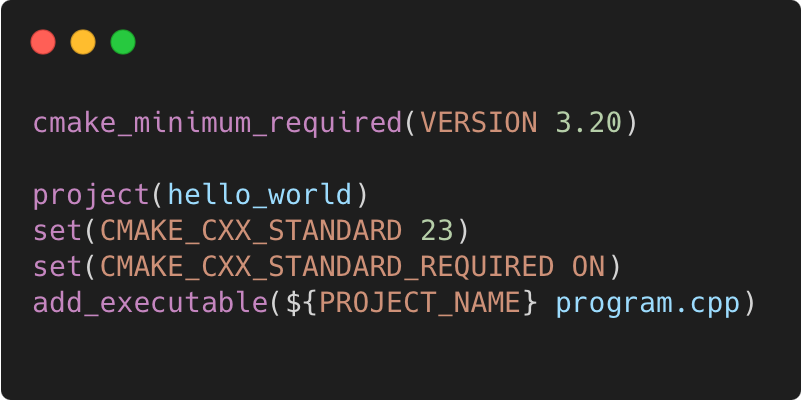 cmake_minimum_required(VERSION 3.20)
project(hello_world)
set(CMAKE_CXX_STANDARD 23)
set(CMAKE_CXX_STANDARD_REQUIRED ON)
add_executable(${PROJECT_NAME} program.cpp)